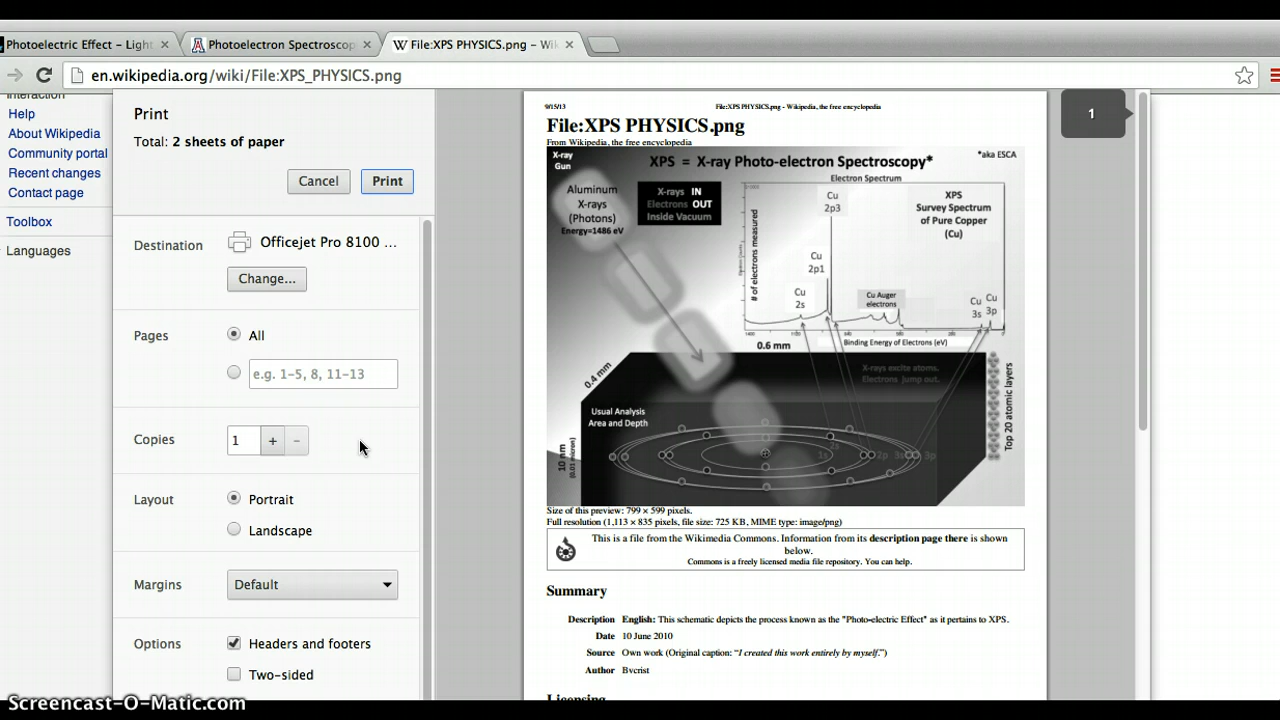 Photoelectric Effect - Light
Photoelectron Spectroscop
W File:XPS PHYSICS.png - Wik
en.wikipedia.org/wiki/File:XPS_PHYSICS.png
Interaction
Help
About Wikipedia
Community portal
Recent changes
Contact page
Toolbox
Languages
Print
Total: 2 sheets of paper
Cancel
Print
Destination
Officejet Pro 8100 ...
Change...
Pages
All
e.g. 1-5, 8, 11-13
Copies
1
+
-
Layout
Portrait
Landscape
Margins
Default
Options
Headers and footers
Two-sided
1
9/15/13
File:XPS PHYSICS.png - Wikipedia, the free encyclopedia
File:XPS PHYSICS.png
From Wikipedia, the free encyclopedia
X-ray
Gun
XPS = X-ray Photo-electron Spectroscopy*
*aka ESCA
Aluminum
X-rays
(Photons)
Energy=1486 eV
X-rays IN
Electrons OUT
Inside Vacuum
Electron Spectrum
# of electrons measured
Cu
2p3
Cu
2p1
Cu
2s
Cu Auger
electrons
Cu
3s
Cu
3p
XPS
Survey Spectrum
of Pure Copper
(Cu)
Binding Energy of Electrons (eV)
0.6 mm
0.4 mm
X-rays excite atoms.
Electrons jump out.
Usual Analysis
Area and Depth
10 nm
(0.01 micron)
1s
2s
2p
3s
3p
Top 20 atomic layers
Size of this preview: 799 × 599 pixels.
Full resolution (1,113 × 835 pixels, file size: 725 KB, MIME type: image/png)
This is a file from the Wikimedia Commons. Information from its description page there is shown
below.
Commons is a freely licensed media file repository. You can help.
Summary
Description English: This schematic depicts the process known as the "Photo-electric Effect" as it pertains to XPS.
Date 10 June 2010
Source Own work (Original caption: "I created this work entirely by myself.")
Author Bvcrist
Licensing
Screencast-O-Matic.com